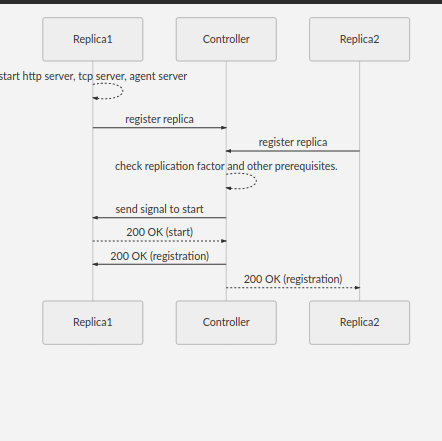 Replica1 Controller Replica2
start http server, tcp server, agent server
register replica
register replica
check replication factor and other prerequisites.
send signal to start
200 OK (start)
200 OK (registration)
200 OK (registration)
Replica1 Controller Replica2